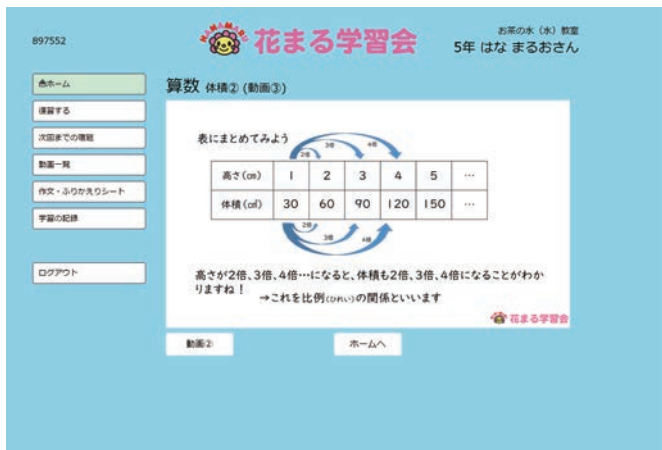 897552
HANAMARU
花まる学習会
お茶の水（水）教室
5年 はな まるおさん
ホーム
復習する
次回までの宿題
動画一覧
作文・ふりかえりシート
学習の記録
ログアウト
算数 体積② (動画③)
表にまとめてみよう
2倍 3倍 4倍
高さ(cm) 1 2 3 4 5 …
体積(㎤) 30 60 90 120 150 …
2倍 3倍 4倍
高さが2倍、3倍、4倍…になると、体積も2倍、3倍、4倍になることがわか
りますね！
→これを比例(ひれい)の関係といいます
花まる学習会
動画②
ホームへ